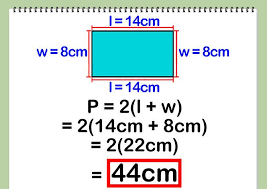 l = 14cm
w = 8cm
w = 8cm
l = 14cm
P = 2(l + w)
= 2(14cm + 8cm)
= 2(22cm)
= 44cm